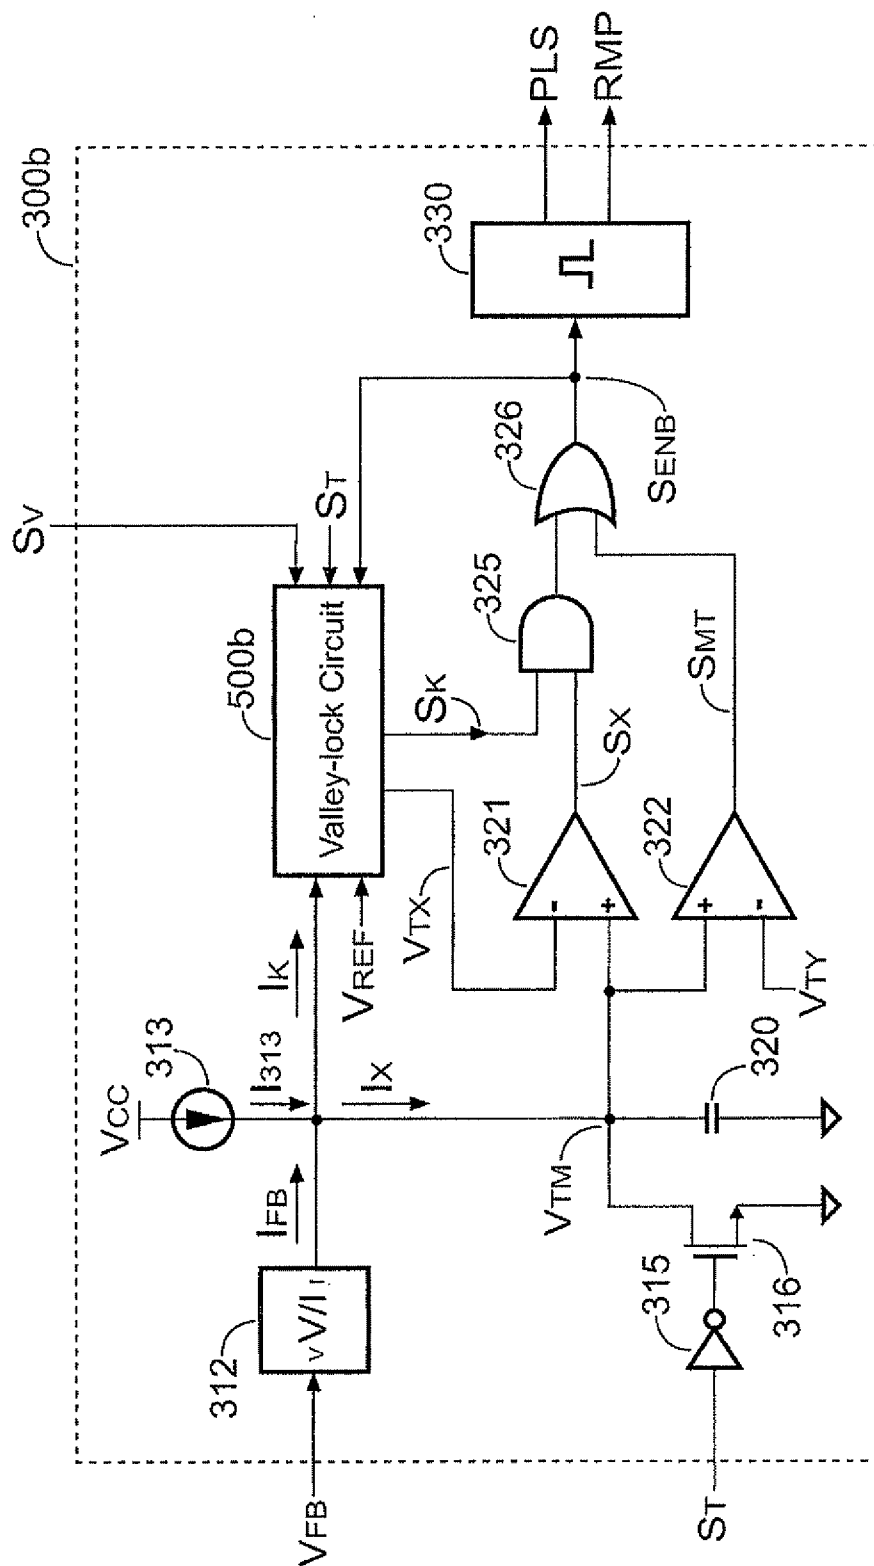 300b
SV
VCC
313
I313
IK
VREF
500b
Valley-lock Circuit
ST
VFB
312
V V/I I
IFB
IX
VTX
SK
325
326
330
PLS
RMP
SENB
321
-
+
SX
322
+
-
SMT
VTY
VTM
320
ST
315
316